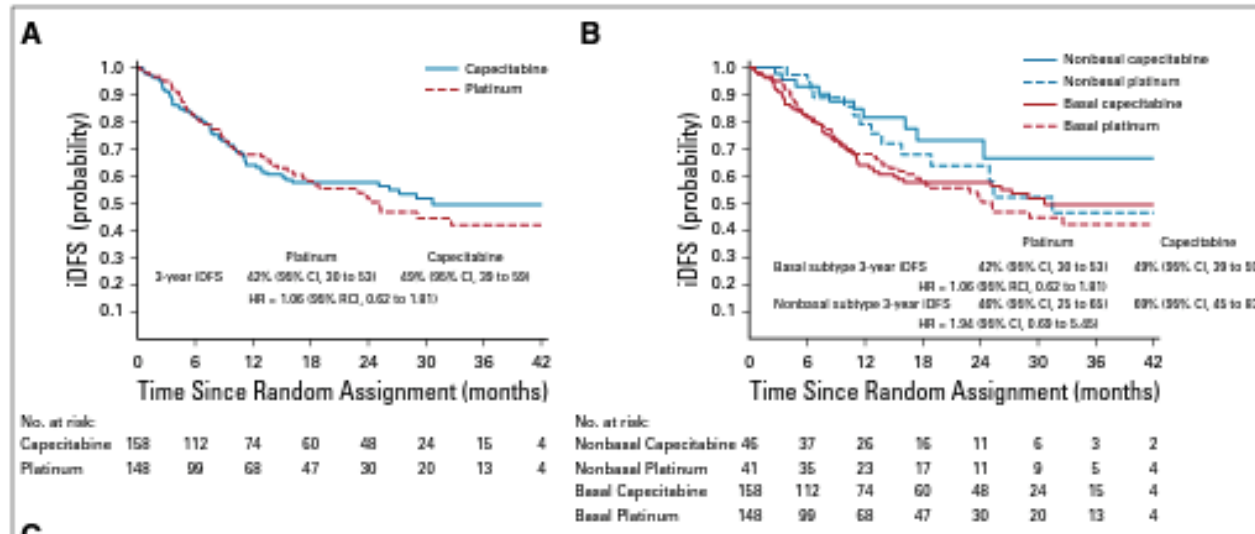 A
iDFS (probability)
1.0
0.9
0.8
0.7
0.6
0.5
0.4
0.3
0.2
0.1
Capecitabine
Platinum
Platinum Capecitabine
3-year iDFS 42% (95% CI, 30 to 53) 49% (95% CI, 39 to 59)
HR = 1.06 (95% RCI, 0.62 to 1.81)
0 6 12 18 24 30 36 42
Time Since Random Assignment (months)
No. at risk:
Capecitabine 158 112 74 60 48 24 15 4
Platinum 148 99 68 47 30 20 13 4
B
iDFS (probability)
1.0
0.9
0.8
0.7
0.6
0.5
0.4
0.3
0.2
0.1
Nonbasal capecitabine
Nonbasal platinum
Basal capecitabine
Basal platinum
Platinum Capecitabine
Basal subtype 3-year iDFS 42% (95% CI, 30 to 53) 49% (95% CI, 39 to
HR = 1.06 (95% RCI, 0.62 to 1.81)
Nonbasal subtype 3-year iDFS 46% (95% CI, 25 to 65) 69% (95% CI, 45 to
HR = 1.94 (95% CI, 0.69 to 5.45)
0 6 12 18 24 30 36 42
Time Since Random Assignment (months)
No. at risk:
Nonbasal Capecitabine 46 37 26 16 11 6 3 2
Nonbasal Platinum 41 35 23 17 11 9 5 4
Basal Capecitabine 158 112 74 60 48 24 15 4
Basal Platinum 148 99 68 47 30 20 13 4